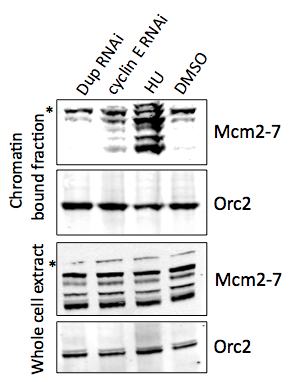 Dup RNAi
cyclin E RNAi
HU
DMSO
Chromatin
bound fraction
*
Mcm2-7
Orc2
Whole cell extract
*
Mcm2-7
Orc2